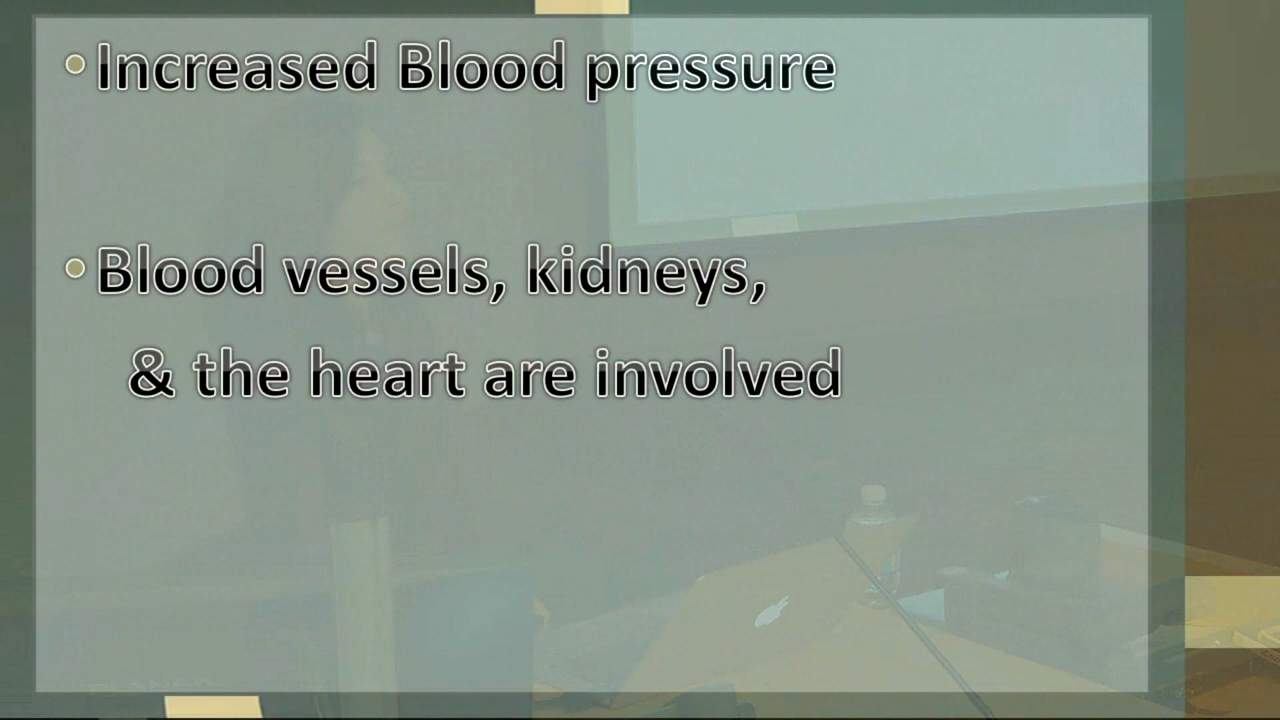 • Increased Blood pressure
• Blood vessels, kidneys,
& the heart are involved